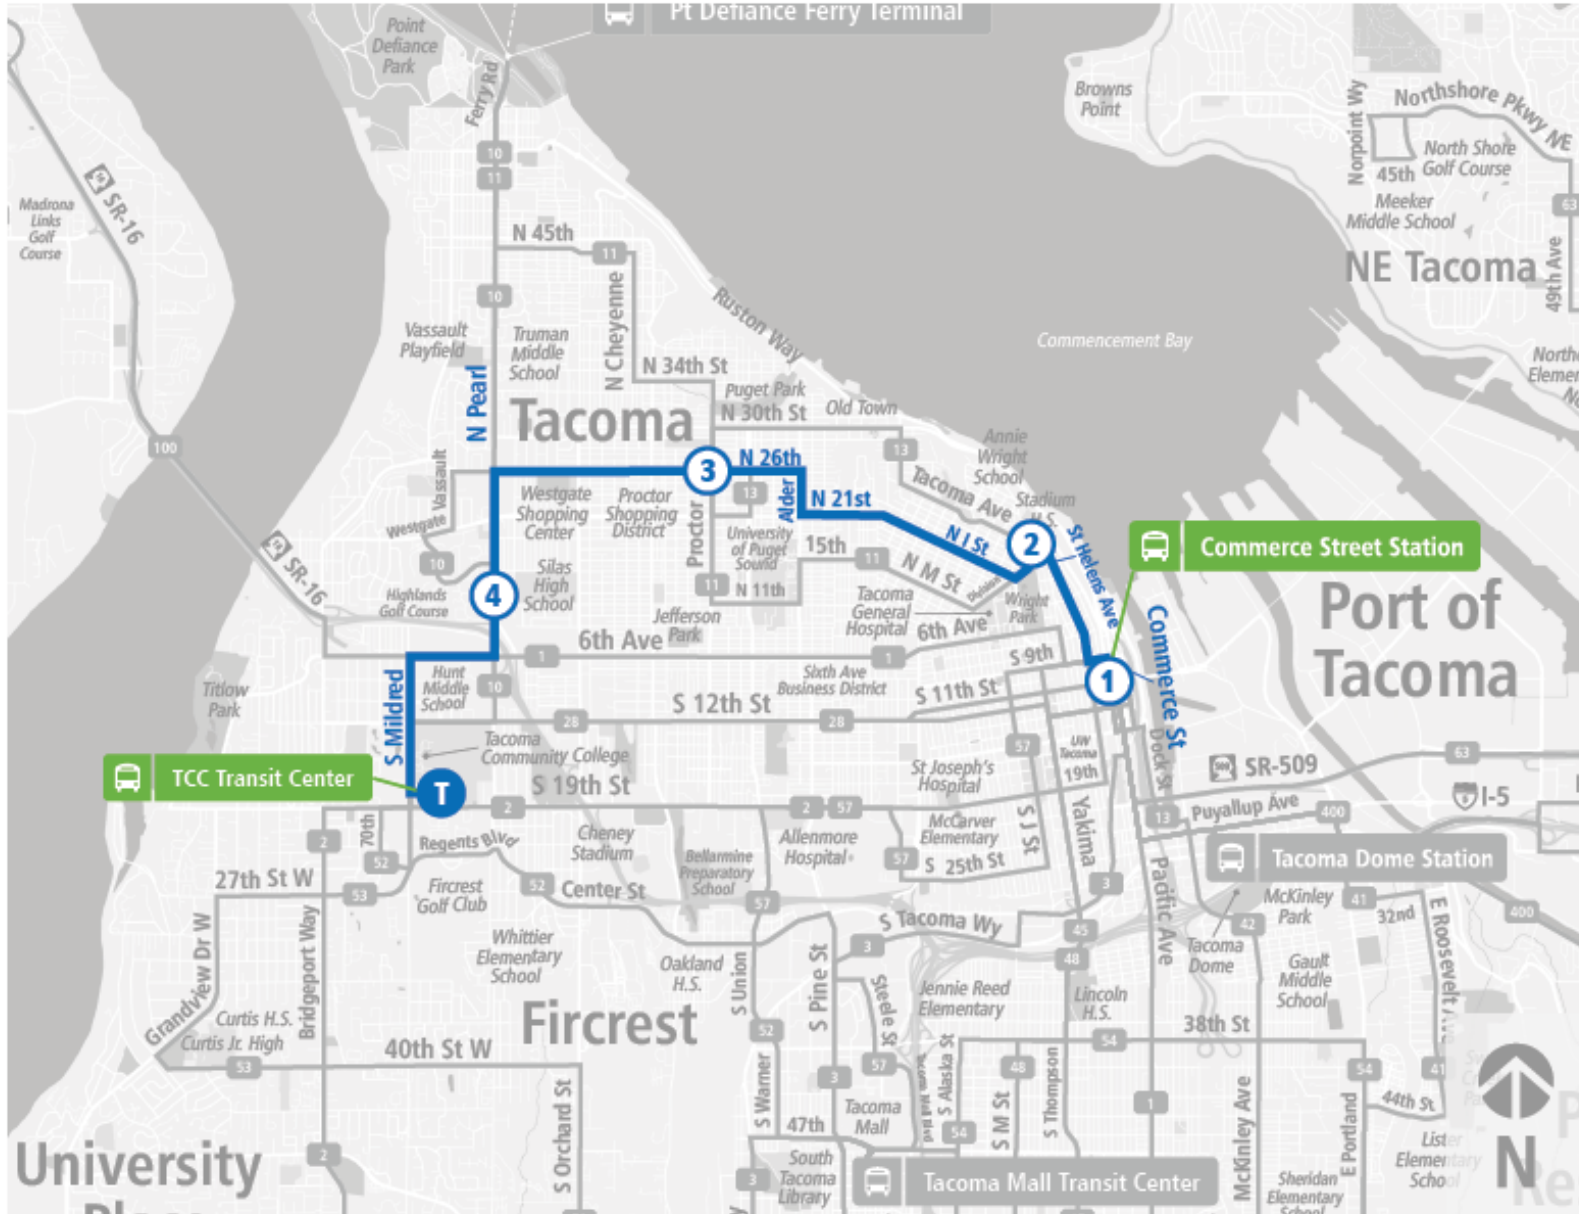 Pt Defiance Ferry Terminal
Point
Defiance
Park
Ferry Rd
Browns
Point
Norpoint Wy
Northshore Pkwy NE
North Shore
Golf Course
45th
Meeker
Middle School
63
NE Tacoma
49th Ave
Madrona
Links
Golf
Course
SR-16
10
11
N 45th
11
10
N Cheyenne
Ruston Way
Commencement Bay
Vassault
Playfield
Truman
Middle
School
N 34th St
Puget Park
N 30th St
Old Town
N Pearl
Tacoma
100
Vassault
Westgate
3
N 26th
13
Annie
Wright
School
Tacoma Ave
Stadium
H.S.
Westgate
Shopping
Center
Proctor
Shopping
District
Proctor
13
Alder
N 21st
University
of Puget
Sound
15th
11
N I St
N M St
2
St Helens Ave
Commerce Street Station
SR-16
10
Highlands
Golf Course
4
Silas
High
School
11
N 11th
Jefferson
Park
Tacoma
General
Hospital
Division
Wright
Park
6th Ave
6th Ave
1
1
Commerce St
Port of
Tacoma
Titlow
Park
S Mildred
Hunt
Middle
School
10
Sixth Ave
Business District
S 9th
S 11th St
1
S 12th St
28
28
Tacoma
Community College
TCC Transit Center
T
S 19th St
2
2
57
St Joseph's
Hospital
57
UW
Tacoma
19th
Dock St
509
SR-509
63
I-5
Puyallup Ave
400
13
Tacoma Dome Station
70th
2
52
Regents Blvd
Cheney
Stadium
Allenmore
Hospital
McCarver
Elementary
S J St
Yakima
57
S 25th St
Bellarmine
Preparatory
School
27th St W
53
Fircrest
Golf Club
52
Center St
57
3
Pacific Ave
McKinley
Park
41
32nd
400
E Roosevelt Ave
Grandview Dr W
Bridgeport Way
Whittier
Elementary
School
Oakland
H.S.
S Union
S Pine St
3
S Tacoma Wy
45
48
42
Tacoma
Dome
Gault
Middle
School
Steele St
Jennie Reed
Elementary
Lincoln
H.S.
Curtis H.S.
Curtis Jr. High
Fircrest
52
38th St
54
53
40th St W
3
57
S Alaska St
48
54
41
44th St
S Orchard St
S Warner
47th
Tacoma
Mall
54
S M St
S Thompson
1
McKinley Ave
E Portland
Lister
Elementary
School
N
University
Place
2
3
South
Tacoma
Library
Tacoma Mall Transit Center
Sheridan
Elementary
School